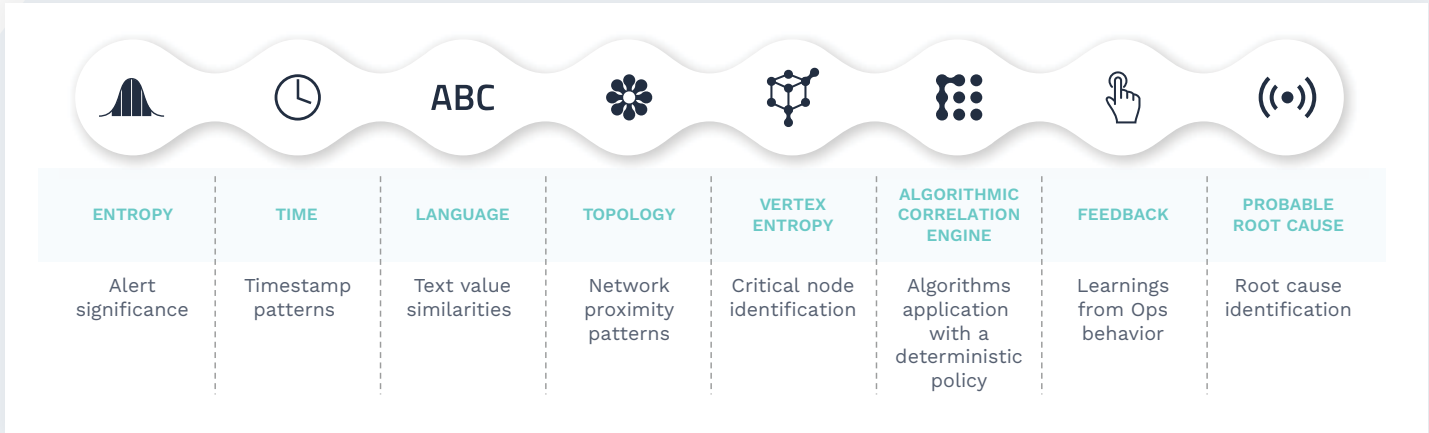 ABC
ENTROPY
Alert
significance
TIME
Timestamp
patterns
LANGUAGE
Text value
similarities
TOPOLOGY
Network
proximity
patterns
VERTEX
ENTROPY
Critical node
identification
ALGORITHMIC
CORRELATION
ENGINE
Algorithms
application
with a
deterministic
policy
FEEDBACK
Learnings
from Ops
behavior
PROBABLE
ROOT CAUSE
Root cause
identification